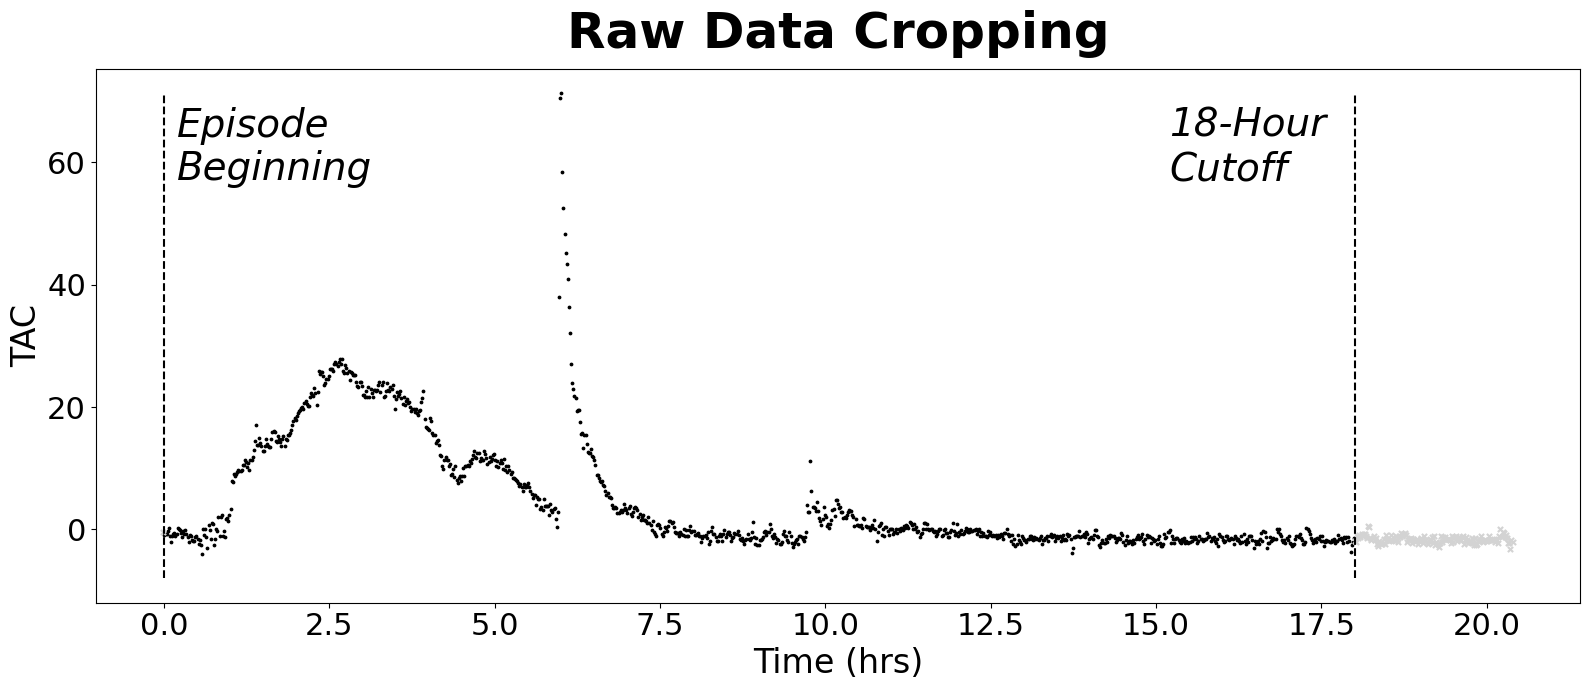 Raw Data Cropping
Episode
Beginning
18-Hour
Cutoff
60
40
20
0
TAC
0.0 2.5 5.0 7.5 10.0 12.5 15.0 17.5 20.0
Time (hrs)